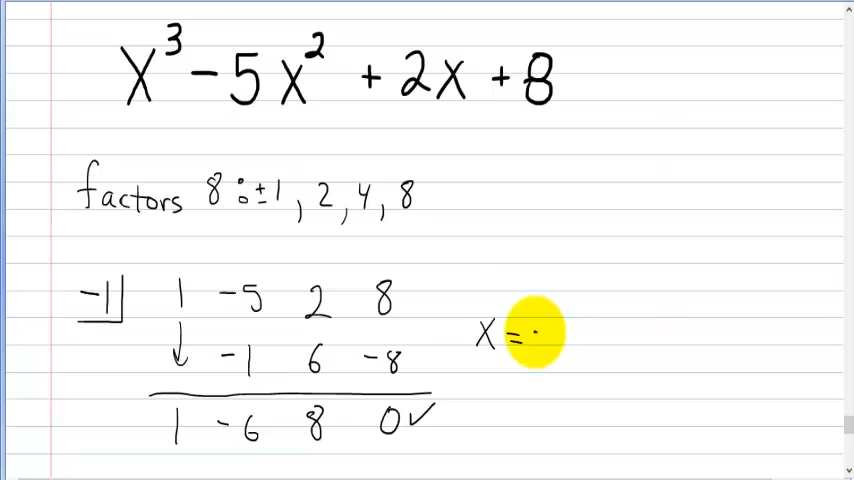 x³ - 5x² + 2x + 8
factors 8 : ±1, 2, 4, 8
-1| 1 -5 2 8
↓ -1 6 -8
x =
1 -6 8 0✓